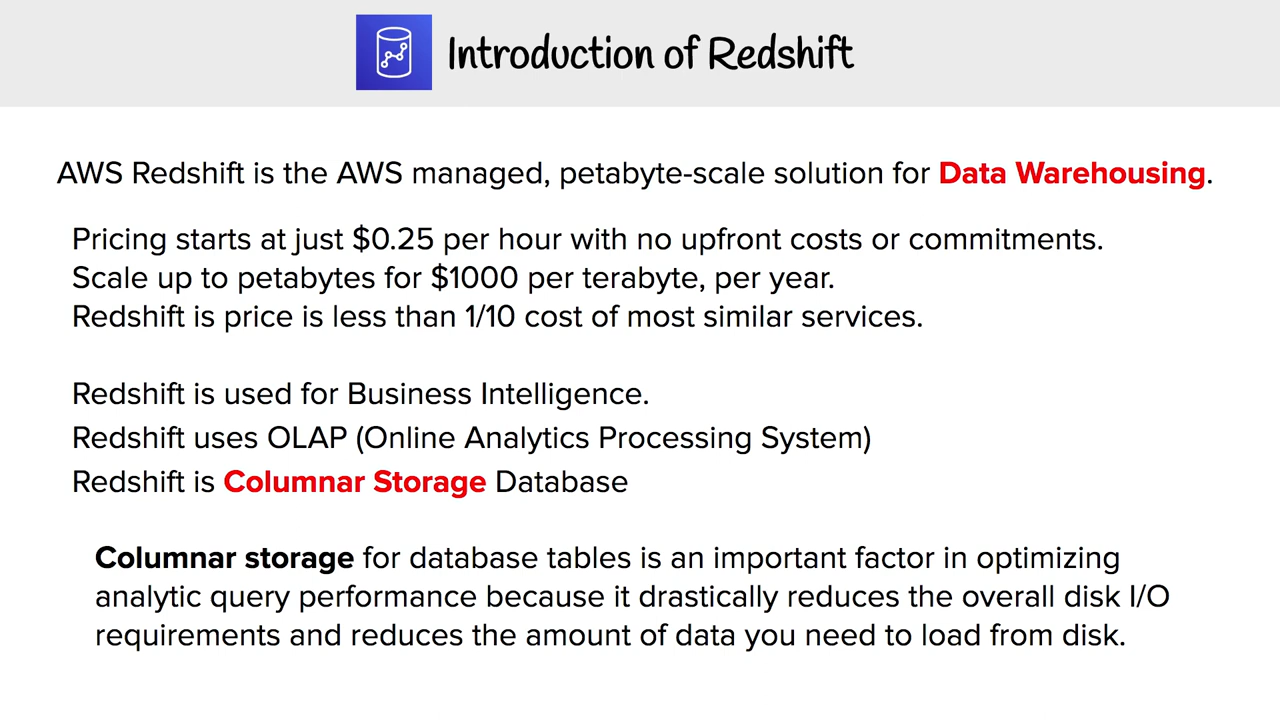 Introduction of Redshift
AWS Redshift is the AWS managed, petabyte-scale solution for Data Warehousing.
Pricing starts at just $0.25 per hour with no upfront costs or commitments.
Scale up to petabytes for $1000 per terabyte, per year.
Redshift is price is less than 1/10 cost of most similar services.
Redshift is used for Business Intelligence.
Redshift uses OLAP (Online Analytics Processing System)
Redshift is Columnar Storage Database
Columnar storage for database tables is an important factor in optimizing
analytic query performance because it drastically reduces the overall disk I/O
requirements and reduces the amount of data you need to load from disk.